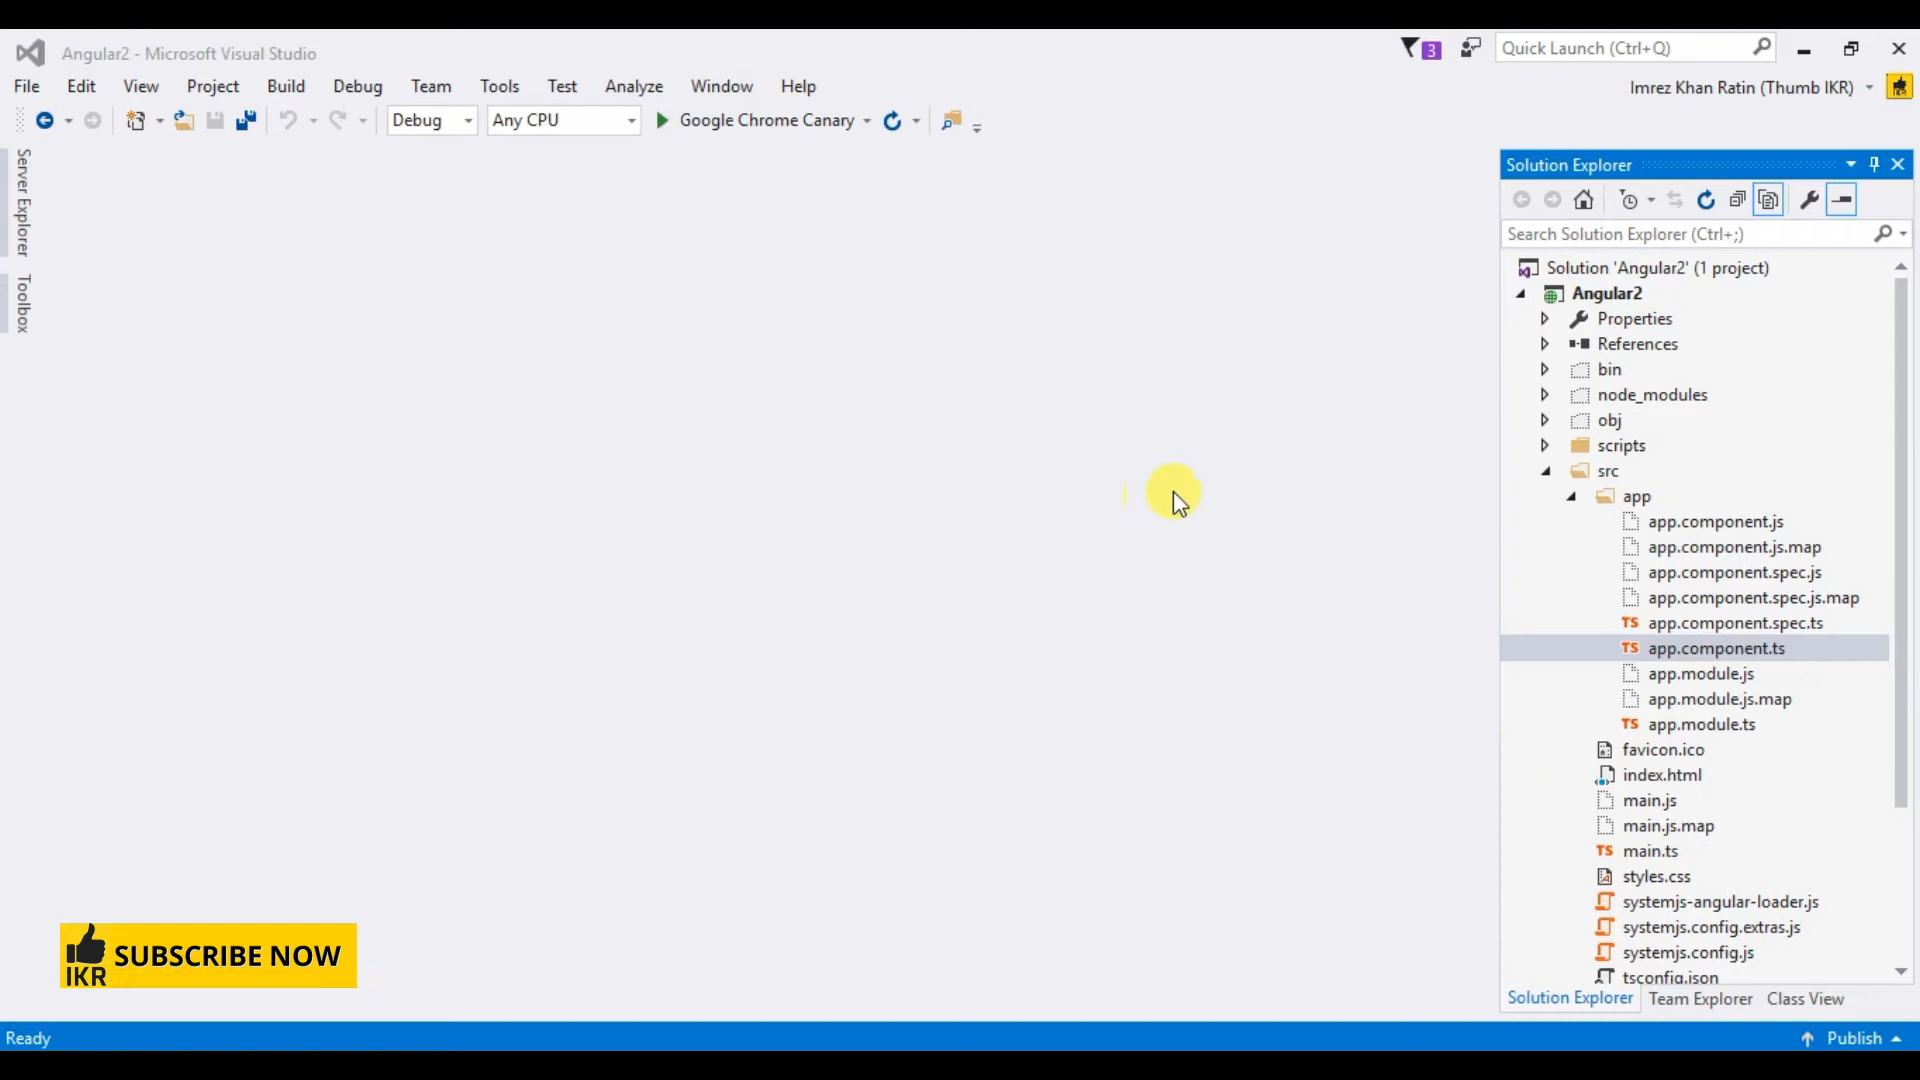 Angular2 - Microsoft Visual Studio
3
Quick Launch (Ctrl+Q)
File Edit View Project Build Debug Team Tools Test Analyze Window Help
Imrez Khan Ratin (Thumb IKR)
Debug Any CPU Google Chrome Canary
Server Explorer
Toolbox
Solution Explorer
Search Solution Explorer (Ctrl+;)
Solution 'Angular2' (1 project)
Angular2
Properties
References
bin
node_modules
obj
scripts
src
app
app.component.js
app.component.js.map
app.component.spec.js
app.component.spec.js.map
TS app.component.spec.ts
TS app.component.ts
app.module.js
app.module.js.map
TS app.module.ts
favicon.ico
index.html
main.js
main.js.map
TS main.ts
styles.css
systemjs-angular-loader.js
systemjs.config.extras.js
systemjs.config.js
tsconfig.json
Solution Explorer Team Explorer Class View
IKR SUBSCRIBE NOW
Ready
Publish